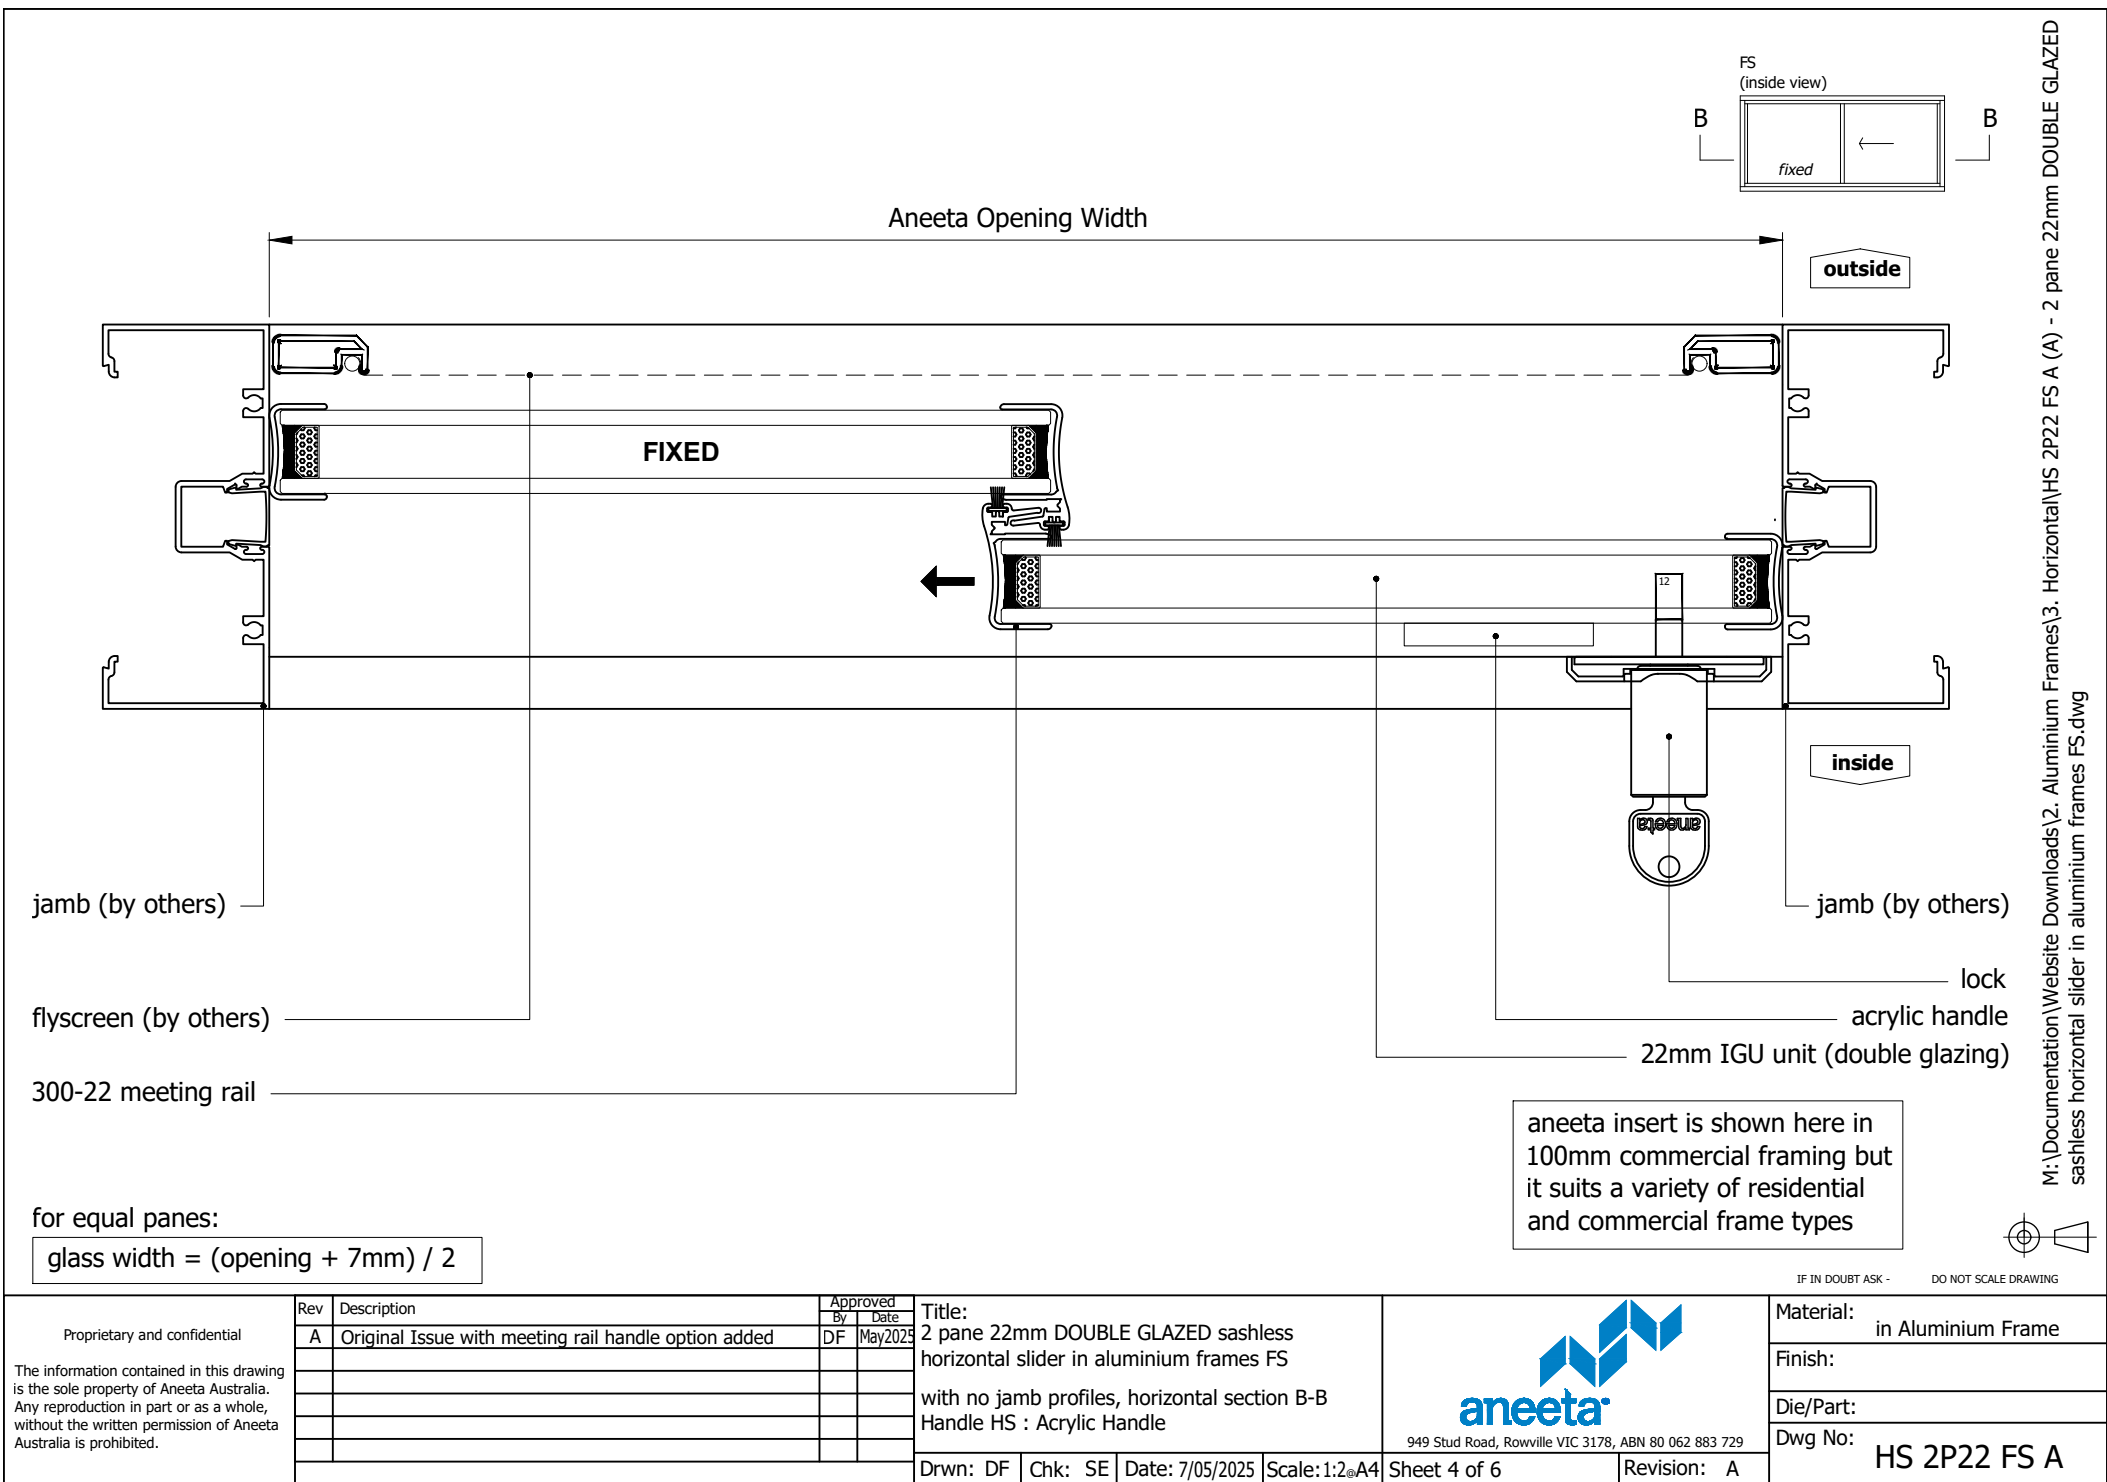 FS
(inside view)
B
B
fixed
Aneeta Opening Width
outside
FIXED
12
inside
aneeta
jamb (by others)
jamb (by others)
lock
flyscreen (by others)
acrylic handle
22mm IGU unit (double glazing)
300-22 meeting rail
aneeta insert is shown here in
100mm commercial framing but
it suits a variety of residential
and commercial frame types
for equal panes:
glass width = (opening + 7mm) / 2
M:\Documentation\Website Downloads\2. Aluminium Frames\3. Horizontal\HS 2P22 FS A (A) - 2 pane 22mm DOUBLE GLAZED
sashless horizontal slider in aluminium frames FS.dwg
IF IN DOUBT ASK - DO NOT SCALE DRAWING
Proprietary and confidential
The information contained in this drawing
is the sole property of Aneeta Australia.
Any reproduction in part or as a whole,
without the written permission of Aneeta
Australia is prohibited.
Rev Description Approved
By Date
A Original Issue with meeting rail handle option added DF May2025
Title:
2 pane 22mm DOUBLE GLAZED sashless
horizontal slider in aluminium frames FS
with no jamb profiles, horizontal section B-B
Handle HS : Acrylic Handle
Drwn: DF Chk: SE Date: 7/05/2025 Scale:1:2@A4 Sheet 4 of 6 Revision: A
aneeta
949 Stud Road, Rowville VIC 3178, ABN 80 062 883 729
Material: in Aluminium Frame
Finish:
Die/Part:
Dwg No: HS 2P22 FS A